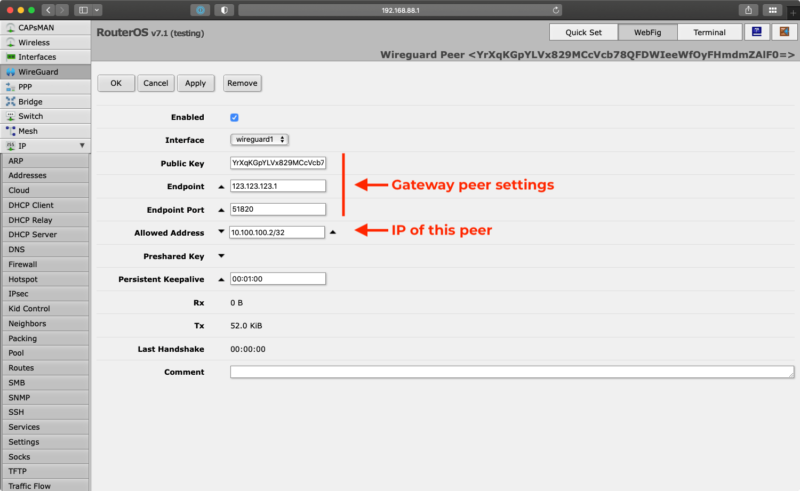 192.168.88.1
CAPsMAN
RouterOS v7.1 (testing)
Quick Set
WebFig
Terminal
Wireless
Interfaces
Wireguard Peer <YrXqKGpYLVx829MCcVcb78QFDWIeeWfOyFHmdmZAlF0=>
WireGuard
PPP
OK
Cancel
Apply
Remove
Bridge
Switch
Enabled
Mesh
IP
Interface wireguard1
ARP
Public Key YrXqKGpYLVx829MCcVcb7
Addresses
Endpoint 123.123.123.1
Gateway peer settings
Cloud
DHCP Client
Endpoint Port 51820
DHCP Relay
DHCP Server
Allowed Address 10.100.100.2/32
IP of this peer
DNS
Preshared Key
Firewall
Hotspot
Persistent Keepalive 00:01:00
IPsec
Rx 0 B
Kid Control
Neighbors
Tx 52.0 KiB
Packing
Pool
Last Handshake 00:00:00
Routes
Comment
SMB
SNMP
SSH
Services
Settings
Socks
TFTP
Traffic Flow